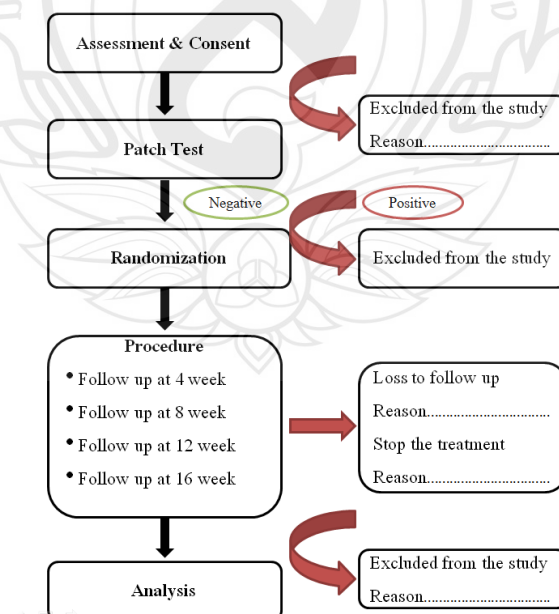 Assessment & Consent
Excluded from the study
Reason..................................
Patch Test
Negative
Positive
Randomization
Excluded from the study
Procedure
• Follow up at 4 week
• Follow up at 8 week
• Follow up at 12 week
• Follow up at 16 week
Loss to follow up
Reason.................................
Stop the treatment
Reason.................................
Analysis
Excluded from the study
Reason..................................